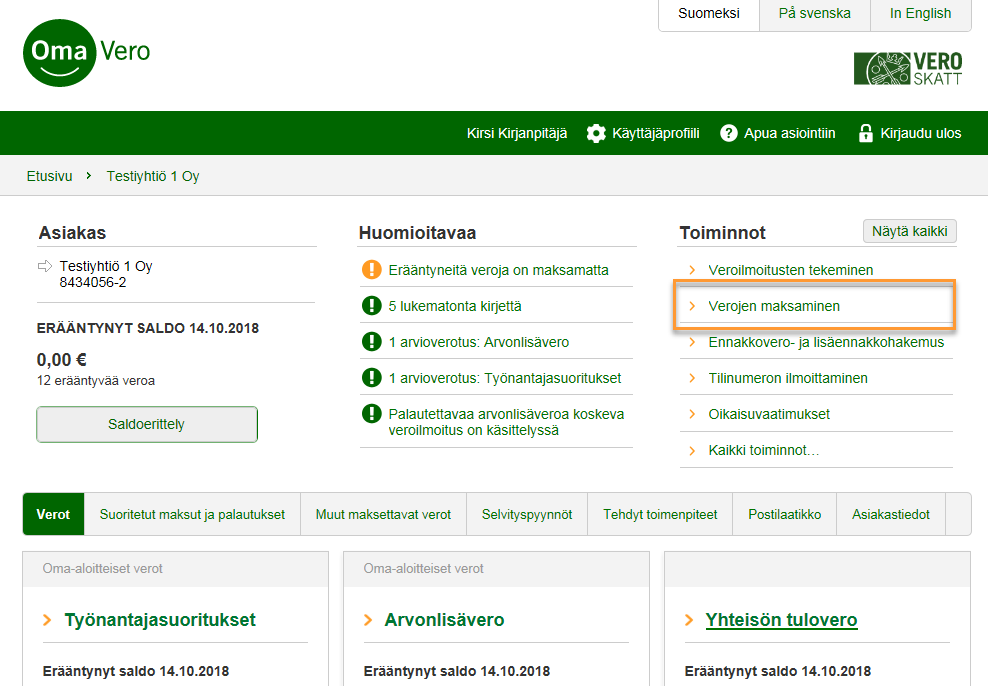 Suomeksi
På svenska
In English
Oma Vero
VERO
SKATT
Kirsi Kirjanpitäjä
Käyttäjäprofiili
? Apua asiointiin
Kirjaudu ulos
Etusivu > Testiyhtiö 1 Oy
Asiakas
Testiyhtiö 1 Oy
8434056-2
ERÄÄNTYNYT SALDO 14.10.2018
0,00 €
12 erääntyvää veroa
Saldoerittely
Huomioitavaa
Erääntyneitä veroja on maksamatta
5 lukematonta kirjettä
1 arvioverotus: Arvonlisävero
1 arvioverotus: Työnantajasuoritukset
Palautettavaa arvonlisäveroa koskeva
veroilmoitus on käsittelyssä
Toiminnot
Näytä kaikki
Veroilmoitusten tekeminen
Verojen maksaminen
Ennakkovero- ja lisäennakkohakemus
Tilinumeron ilmoittaminen
Oikaisuvaatimukset
Kaikki toiminnot...
Verot
Suoritetut maksut ja palautukset
Muut maksettavat verot
Selvityspyynnöt
Tehdyt toimenpiteet
Postilaatikko
Asiakastiedot
Oma-aloitteiset verot
Työnantajasuoritukset
Erääntynyt saldo 14.10.2018
Oma-aloitteiset verot
Arvonlisävero
Erääntynyt saldo 14.10.2018
Yhteisön tulovero
Erääntynyt saldo 14.10.2018